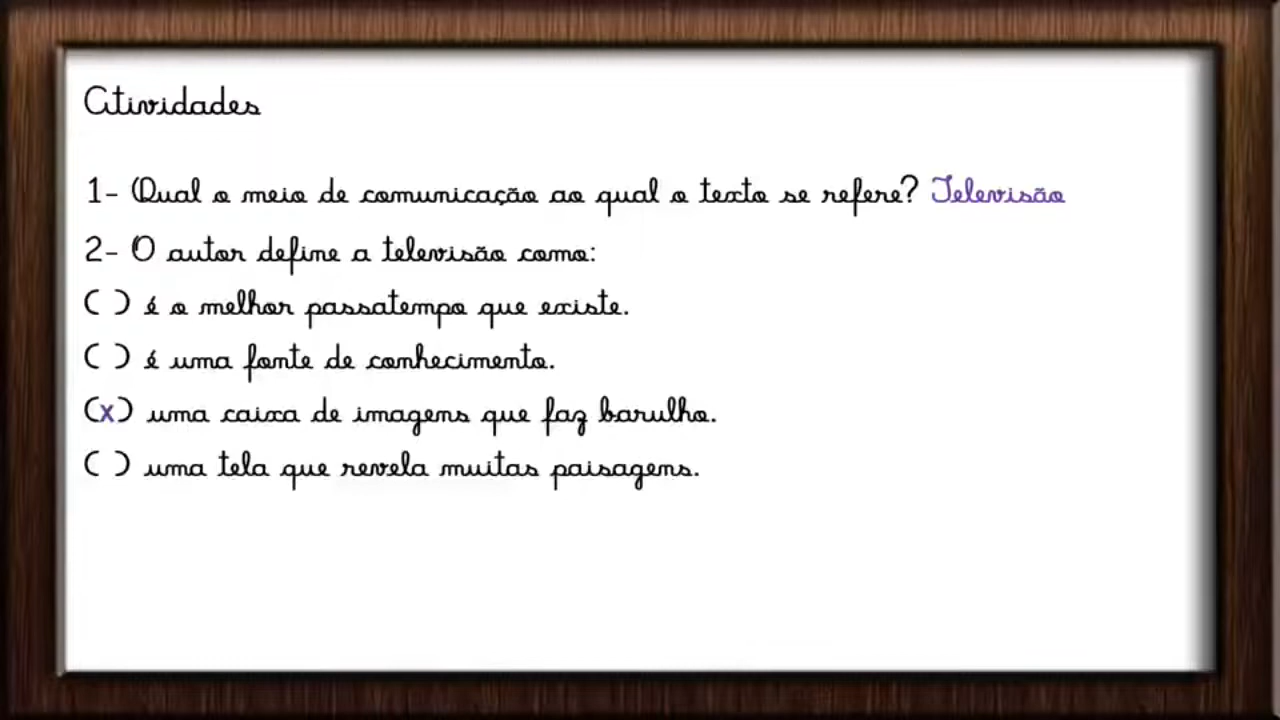 Atividades
1- Qual o meio de comunicação ao qual o texto se refere? Televisão
2- O autor define a televisão como:
( ) é o melhor passatempo que existe.
( ) é uma fonte de conhecimento.
(x) uma caixa de imagens que faz barulho.
( ) uma tela que revela muitas paisagens.